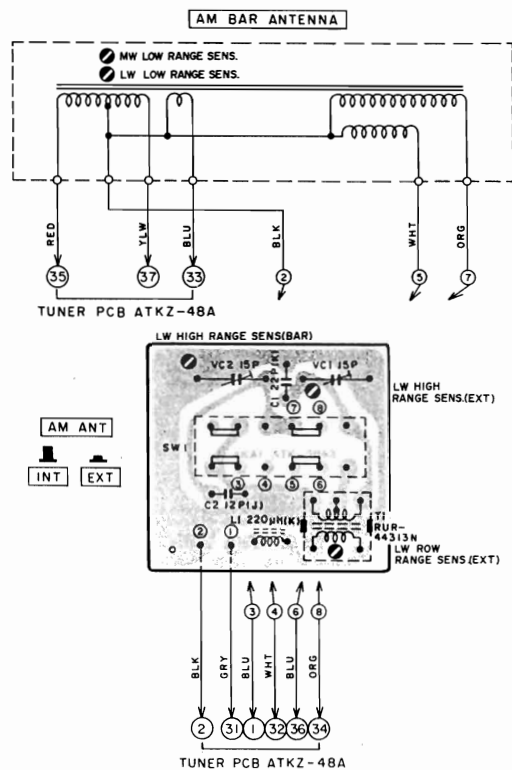 AM BAR ANTENNA
MW LOW RANGE SENS.
LW LOW RANGE SENS.
RED
YLW
BLU
BLK
WHT
ORG
35
37
33
2
5
7
TUNER PCB ATKZ-48A
LW HIGH RANGE SENS(BAR)
VC2 15P
C1 22P(K)
VC1 15P
LW HIGH
RANGE SENS.(EXT)
7
8
AM ANT
SW1
INT
EXT
3
4
5
6
C2 12P(J)
T1
RUR-
44313N
2
1
L1 220μH(K)
LW ROW
RANGE SENS.(EXT)
3
4
6
8
BLK
GRY
BLU
WHT
BLU
ORG
2
31
1
32
36
34
TUNER PCB ATKZ-48A